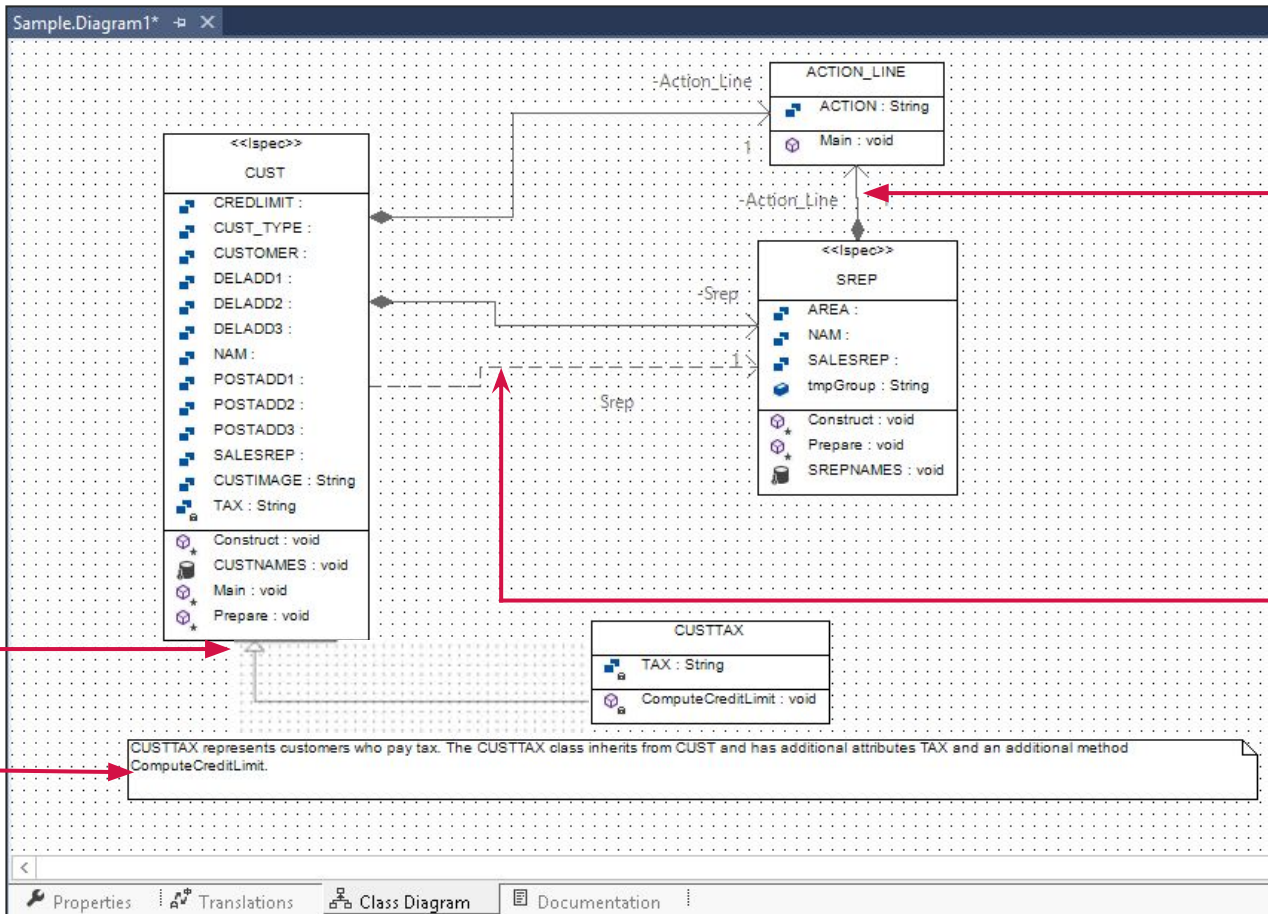 Sample.Diagram1*
<<Ispec>>
CUST
CREDLIMIT :
CUST_TYPE :
CUSTOMER :
DELADD1 :
DELADD2 :
DELADD3 :
NAM :
POSTADD1 :
POSTADD2 :
POSTADD3 :
SALESREP :
CUSTIMAGE : String
TAX : String
Construct : void
CUSTNAMES : void
Main : void
Prepare : void
-Action_Line
1
ACTION_LINE
ACTION : String
Main : void
-Action_Line
-Srep
1
Srep
<<Ispec>>
SREP
AREA :
NAM :
SALESREP :
tmpGroup : String
Construct : void
Prepare : void
SREPNAMES : void
CUSTTAX
TAX : String
ComputeCreditLimit : void
CUSTTAX represents customers who pay tax. The CUSTTAX class inherits from CUST and has additional attributes TAX and an additional method
ComputeCreditLimit.
Properties
Translations
Class Diagram
Documentation